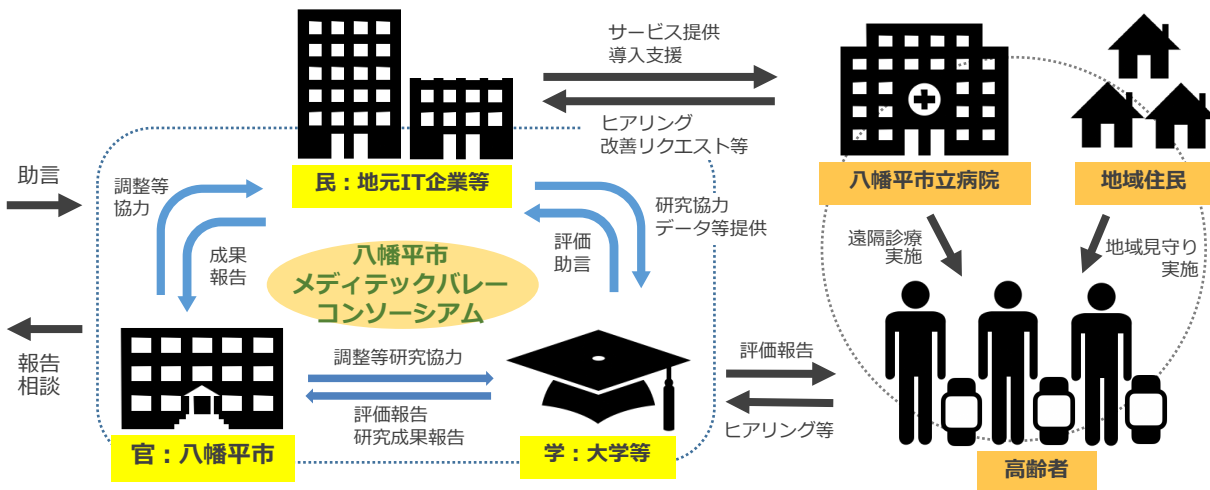 サービス提供
導入支援
ヒアリング
改善リクエスト等
民：地元IT企業等
八幡平市立病院
地域住民
助言
調整等
協力
成果
報告
研究協力
データ等提供
評価
助言
八幡平市
メディテックバレー
コンソーシアム
遠隔診療
実施
地域見守り
実施
報告
相談
調整等研究協力
評価報告
研究成果報告
評価報告
ヒアリング等
官：八幡平市
学：大学等
高齢者